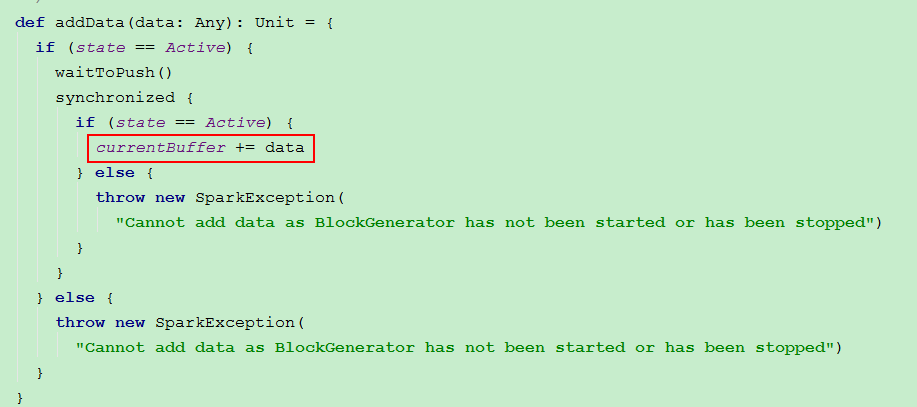 def addData(data: Any): Unit = {
  if (state == Active) {
    waitToPush()
    synchronized {
      if (state == Active) {
        currentBuffer += data
      } else {
        throw new SparkException(
          "Cannot add data as BlockGenerator has not been started or has been stopped")
      }
    }
  } else {
    throw new SparkException(
      "Cannot add data as BlockGenerator has not been started or has been stopped")
  }
}